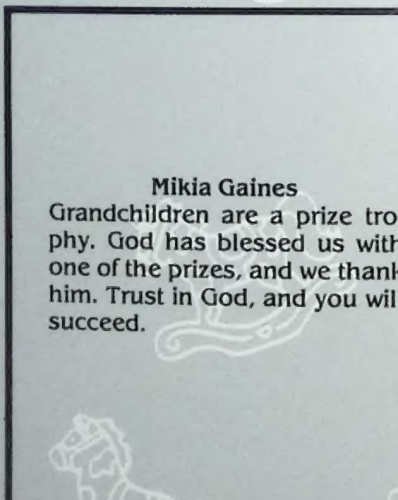 Mikia Gaines
Grandchildren are a prize tro
phy. God has blessed us with
one of the prizes, and we thank
him. Trust in God, and you wil
succeed.